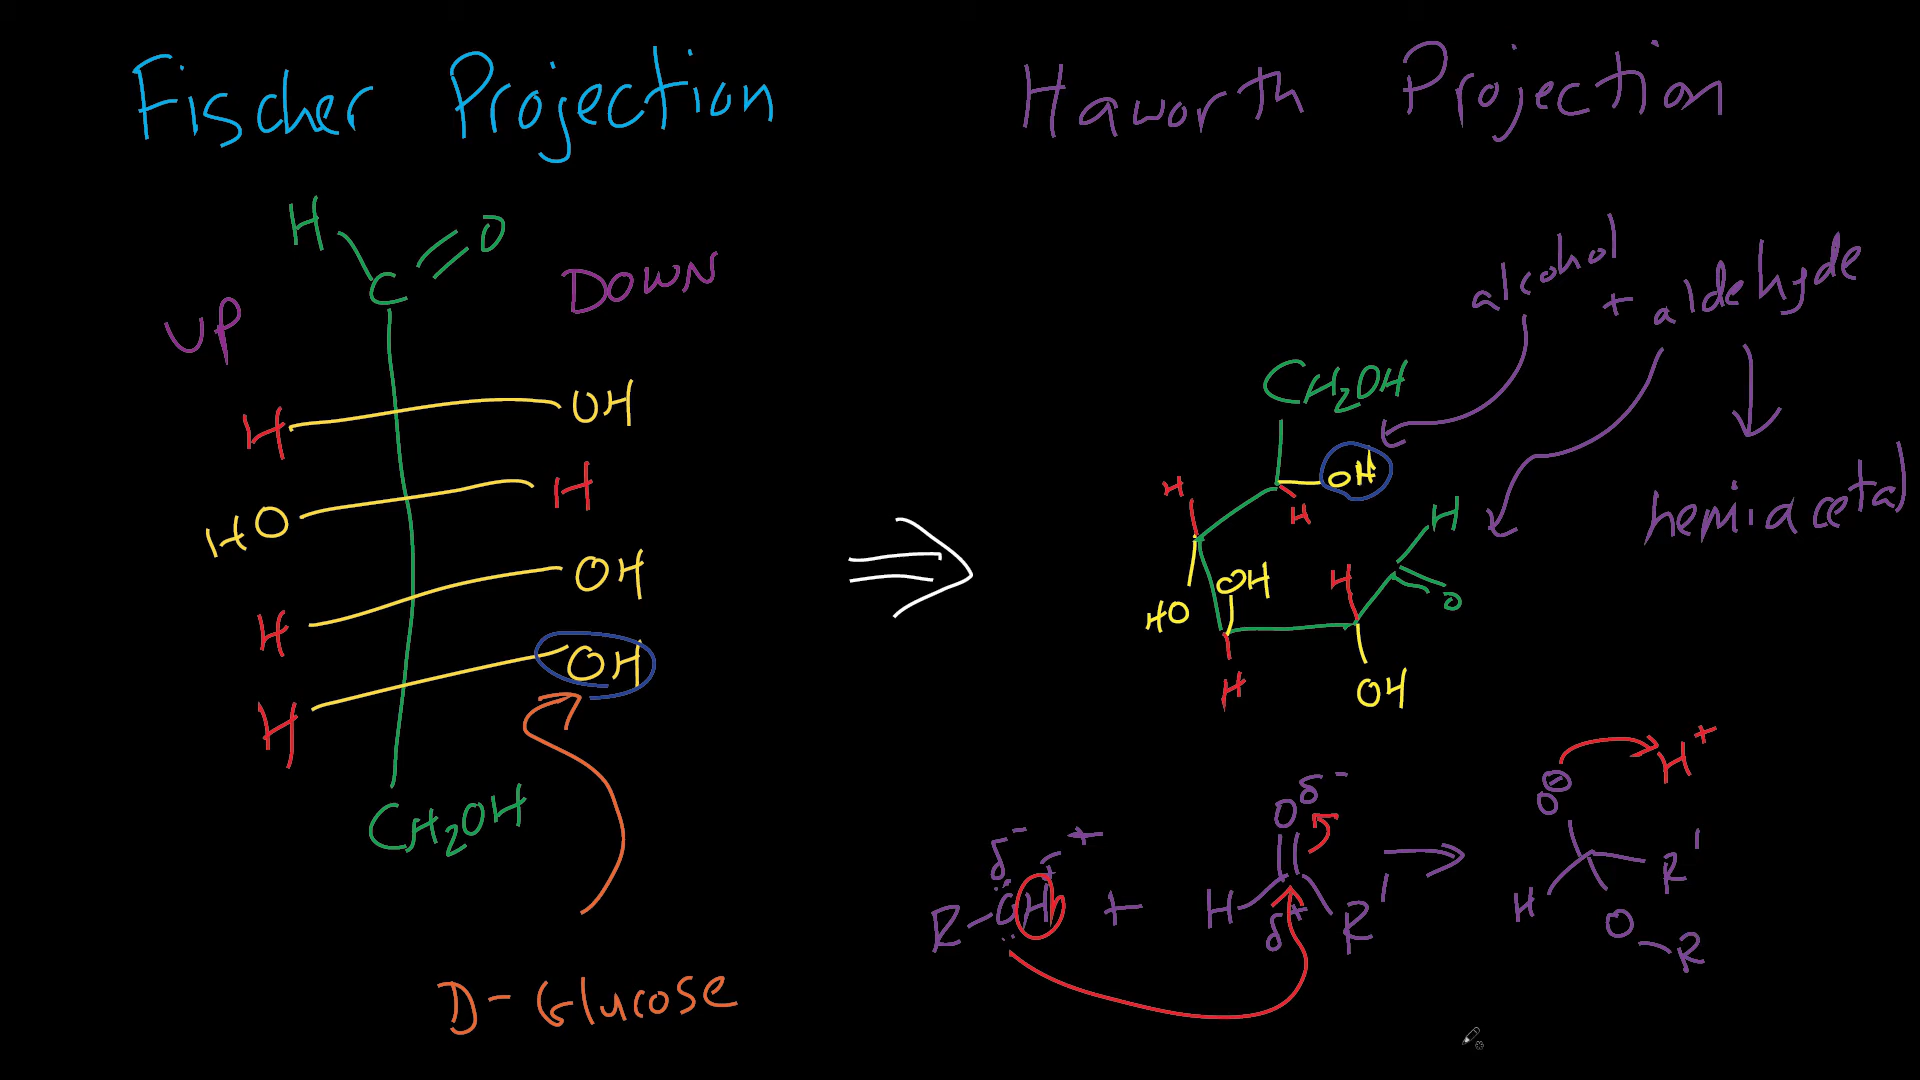 Fischer Projection
Haworth Projection
H
O
C
UP
DOWN
H OH
HO H
H OH
H OH
CH₂OH
D-Glucose
alcohol
+ aldehyde
hemiacetal
CH₂OH
H
OH
H
H
HO
OH
H
O
H
OH
δ⁻ +
R-OH + H
O δ⁻
δ+
R'
O⊖
H⁺
H
R'
O-R